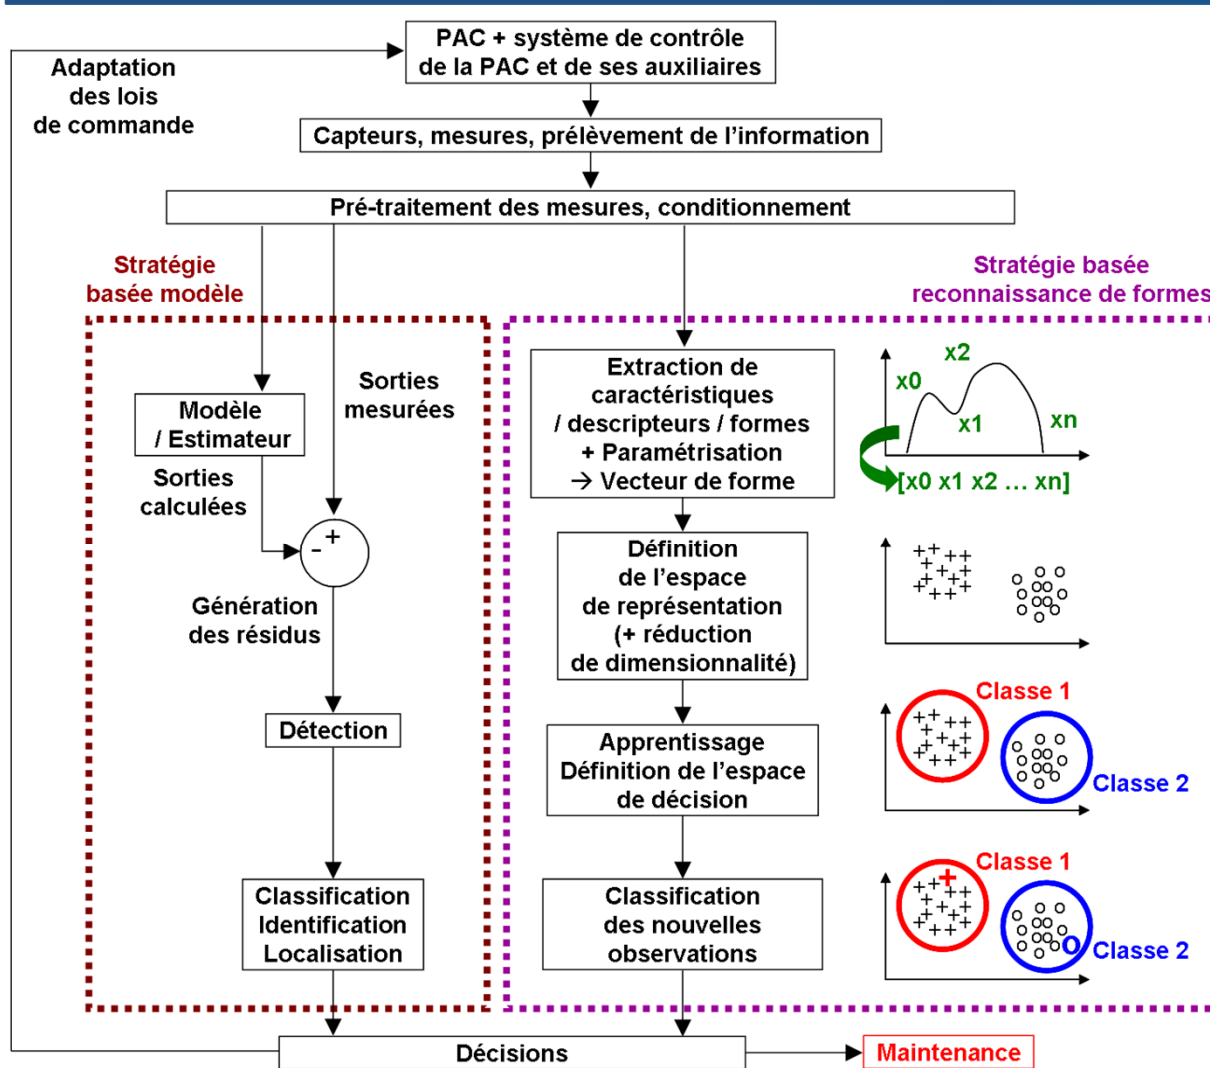 PAC + système de contrôle
de la PAC et de ses auxiliaires
Adaptation
des lois
de commande
Capteurs, mesures, prélèvement de l'information
Pré-traitement des mesures, conditionnement
Stratégie
basée modèle
Stratégie basée
reconnaissance de formes
Sorties
mesurées
Modèle
/ Estimateur
Sorties
calculées
- +
Génération
des résidus
Détection
Classification
Identification
Localisation
Extraction de
caractéristiques
/ descripteurs / formes
+ Paramétrisation
→ Vecteur de forme
x0
x2
x1
xn
[x0 x1 x2 … xn]
Définition
de l'espace
de représentation
(+ réduction
de dimensionnalité)
Apprentissage
Définition de l'espace
de décision
Classe 1
Classe 2
Classification
des nouvelles
observations
Classe 1
Classe 2
Décisions
Maintenance